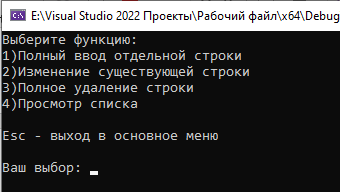 E:\Visual Studio 2022 Проекты\Рабочий файл\x64\Debug
Выберите функцию:
1)Полный ввод отдельной строки
2)Изменение существующей строки
3)Полное удаление строки
4)Просмотр списка
Esc - выход в основное меню
Ваш выбор: